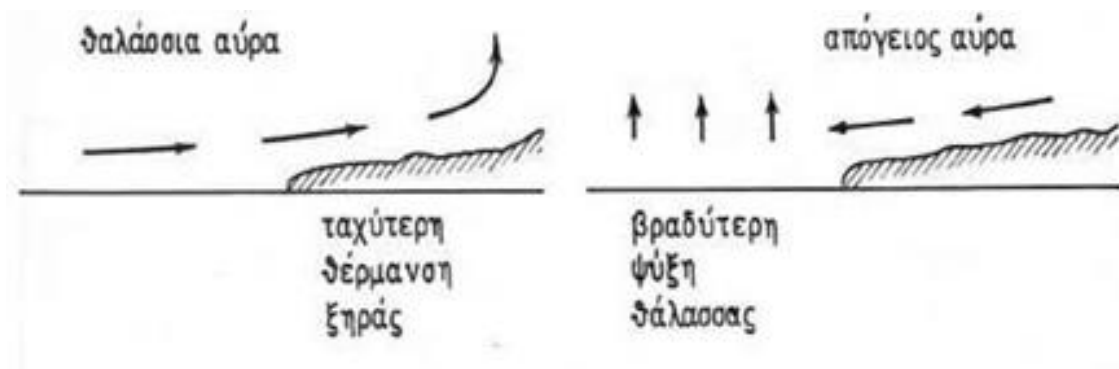 θαλάσσια αύρα
ταχύτερη
θέρμανση
ξηράς
απόγειος αύρα
βραδύτερη
ψύξη
θάλασσας